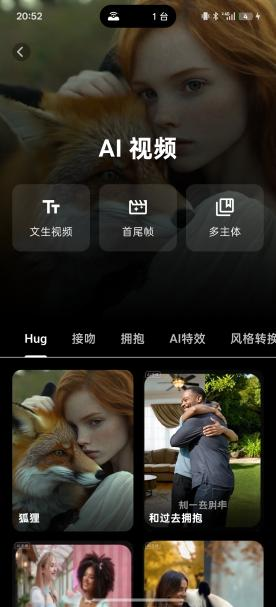 20:52
1 台
4
AI 视频
文生视频
首尾帧
多主体
Hug
接吻
拥抱
AI特效
风格转换
狐狸
和过去拥抱